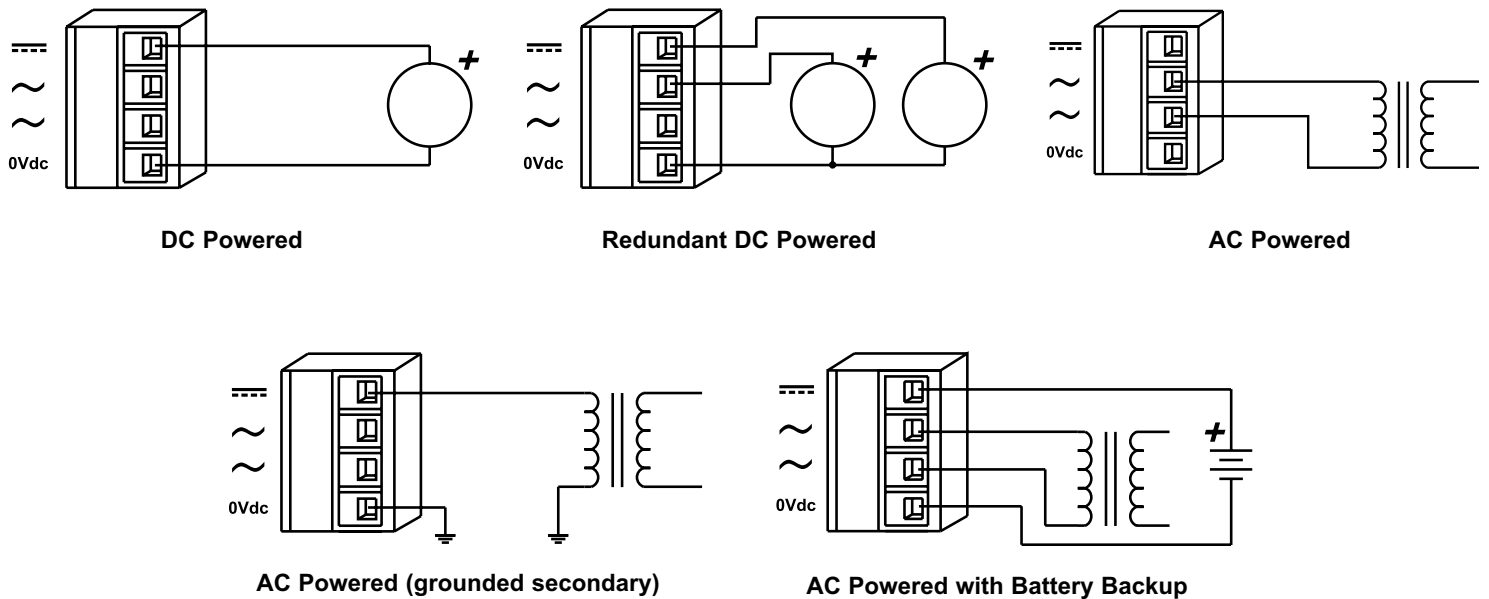 0Vdc
+
DC Powered
0Vdc
+ +
Redundant DC Powered
0Vdc
AC Powered
0Vdc
AC Powered (grounded secondary)
0Vdc
+
AC Powered with Battery Backup